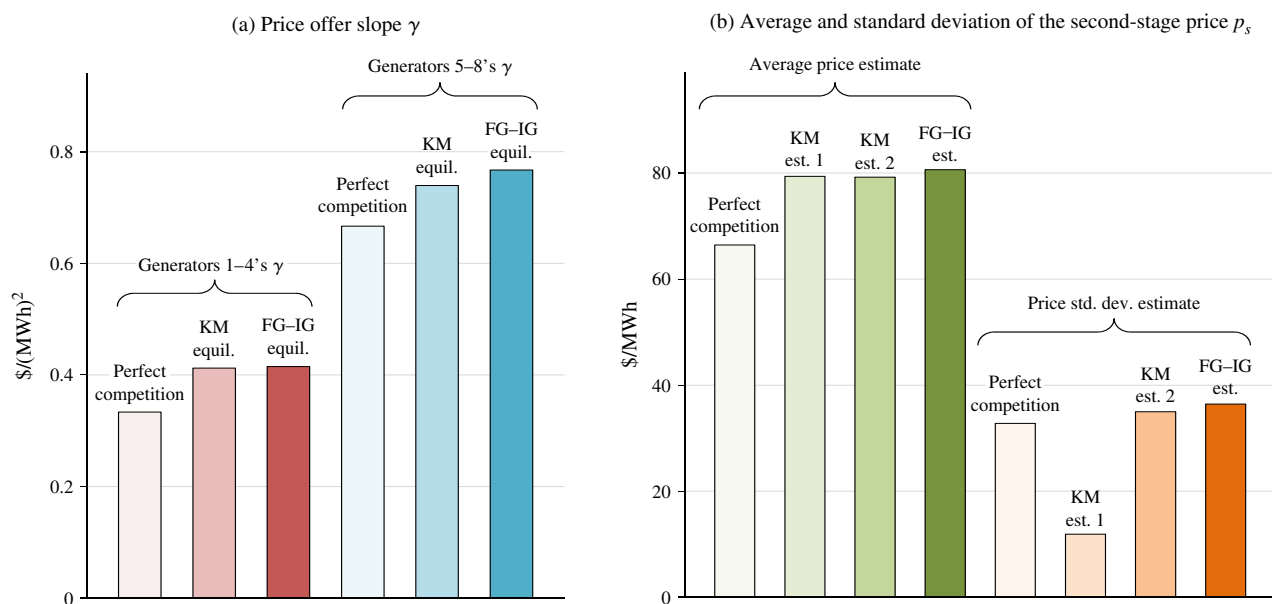 (a) Price offer slope γ
Generators 5–8's γ
0.8
KM
equil.
FG–IG
equil.
Perfect
competition
0.6
Generators 1–4's γ
KM
equil.
FG–IG
equil.
Perfect
competition
0.4
0.2
0
$/(MWh)²
(b) Average and standard deviation of the second-stage price pₛ
Average price estimate
KM
est. 1
KM
est. 2
FG–IG
est.
80
Perfect
competition
60
Price std. dev. estimate
40
Perfect
competition
KM
est. 2
FG–IG
est.
20
KM
est. 1
0
$/MWh